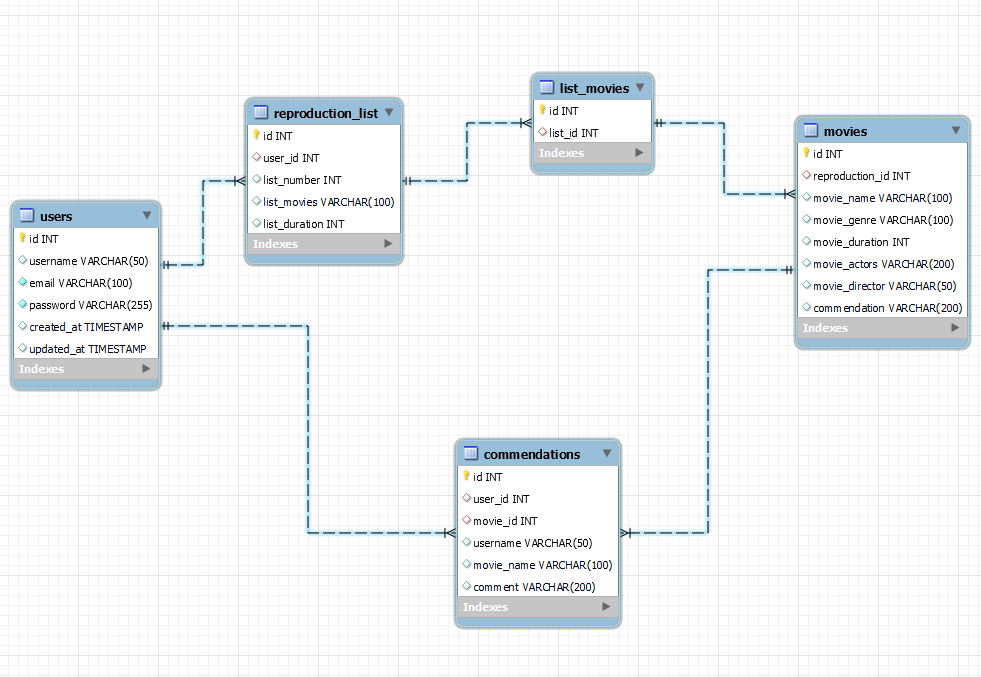 users
id INT
username VARCHAR(50)
email VARCHAR(100)
password VARCHAR(255)
created_at TIMESTAMP
updated_at TIMESTAMP
Indexes
reproduction_list
id INT
user_id INT
list_number INT
list_movies VARCHAR(100)
list_duration INT
Indexes
list_movies
id INT
list_id INT
Indexes
movies
id INT
reproduction_id INT
movie_name VARCHAR(100)
movie_genre VARCHAR(100)
movie_duration INT
movie_actors VARCHAR(200)
movie_director VARCHAR(50)
commendation VARCHAR(200)
Indexes
commendations
id INT
user_id INT
movie_id INT
username VARCHAR(50)
movie_name VARCHAR(100)
comment VARCHAR(200)
Indexes